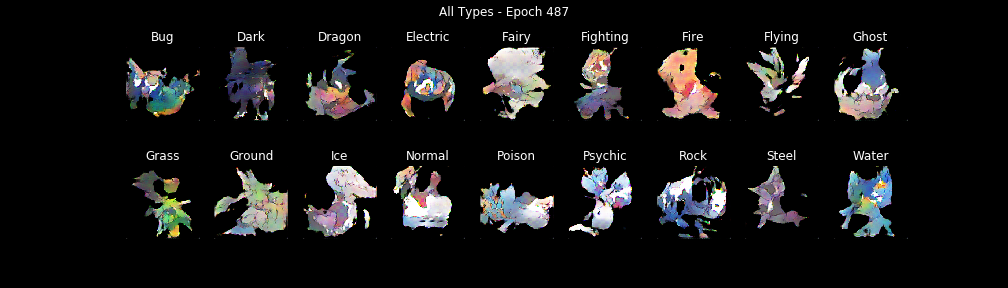 All Types - Epoch 487
Bug Dark Dragon Electric Fairy Fighting Fire Flying Ghost
Grass Ground Ice Normal Poison Psychic Rock Steel Water